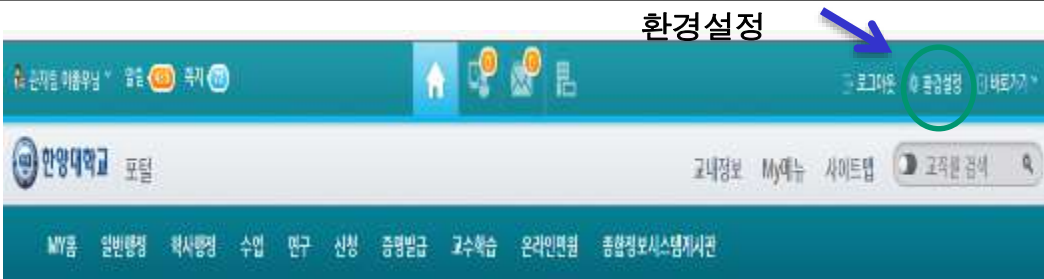 환경설정
관재팀 이종우님 알림 쪽지
로그아웃 환경설정 바로가기
한양대학교 포털 교내정보 My메뉴 사이트맵 교직원 검색
MY홈 일반행정 학사행정 수업 연구 신청 증명발급 교수학습 온라인민원 종합정보시스템게시판